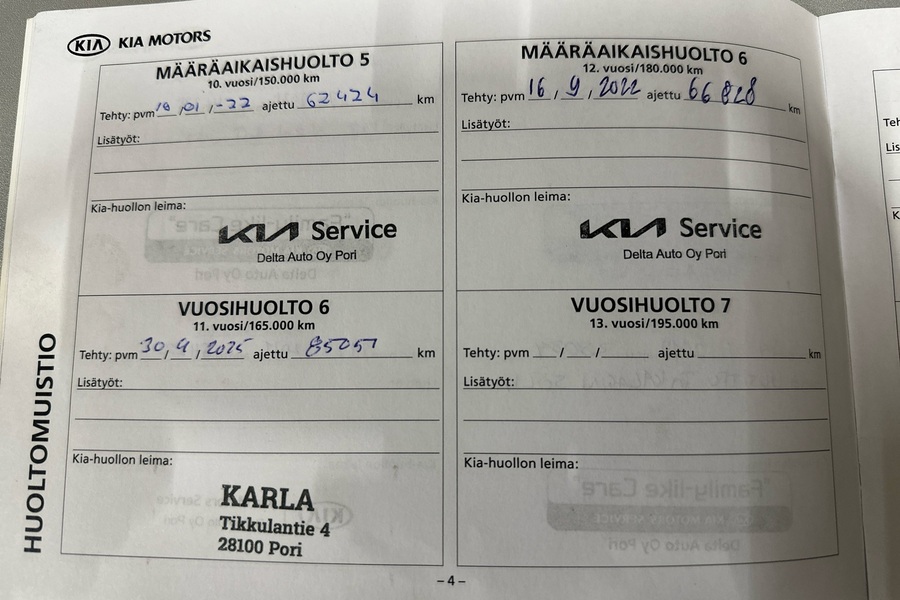 KIA KIA MOTORS
MÄÄRÄAIKAISHUOLTO 5
10. vuosi/150.000 km
Tehty: pvm 18 / 01 / -22 ajettu 62424 km
Lisätyöt:
Kia-huollon leima:
KIA Service
Delta Auto Oy Pori
VUOSIHUOLTO 6
11. vuosi/165.000 km
Tehty: pvm 30 / 9 / 2025 ajettu 85051 km
Lisätyöt:
Kia-huollon leima:
KARLA
Tikkulantie 4
28100 Pori
MÄÄRÄAIKAISHUOLTO 6
12. vuosi/180.000 km
Tehty: pvm 16 / 9 / 2022 ajettu 66828 km
Lisätyöt:
Kia-huollon leima:
KIA Service
Delta Auto Oy Pori
VUOSIHUOLTO 7
13. vuosi/195.000 km
Tehty: pvm / / ajettu km
Lisätyöt:
Kia-huollon leima:
HUOLTOMUISTIO
– 4 –